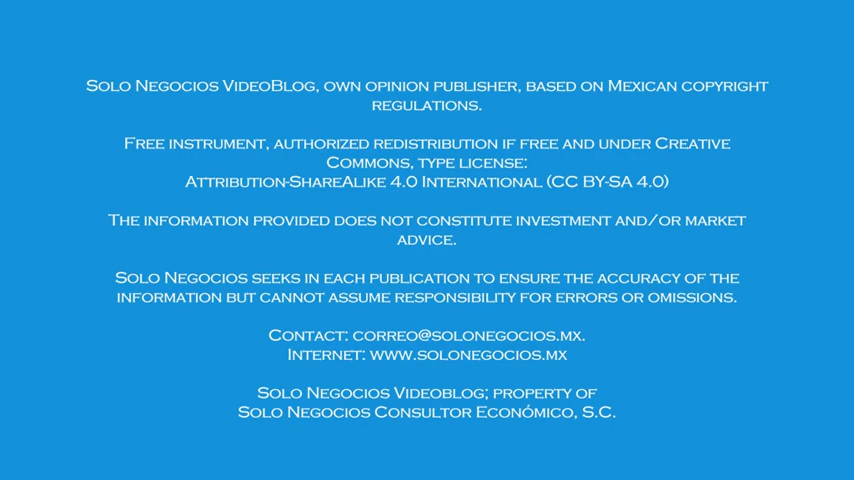 Solo Negocios VideoBlog, own opinion publisher, based on Mexican copyright
regulations.
Free instrument, authorized redistribution if free and under Creative
Commons, type license:
Attribution-ShareAlike 4.0 International (CC BY-SA 4.0)
The information provided does not constitute investment and/or market
advice.
Solo Negocios seeks in each publication to ensure the accuracy of the
information but cannot assume responsibility for errors or omissions.
Contact: correo@solonegocios.mx.
Internet: www.solonegocios.mx
Solo Negocios Videoblog; property of
Solo Negocios Consultor Económico, S.C.